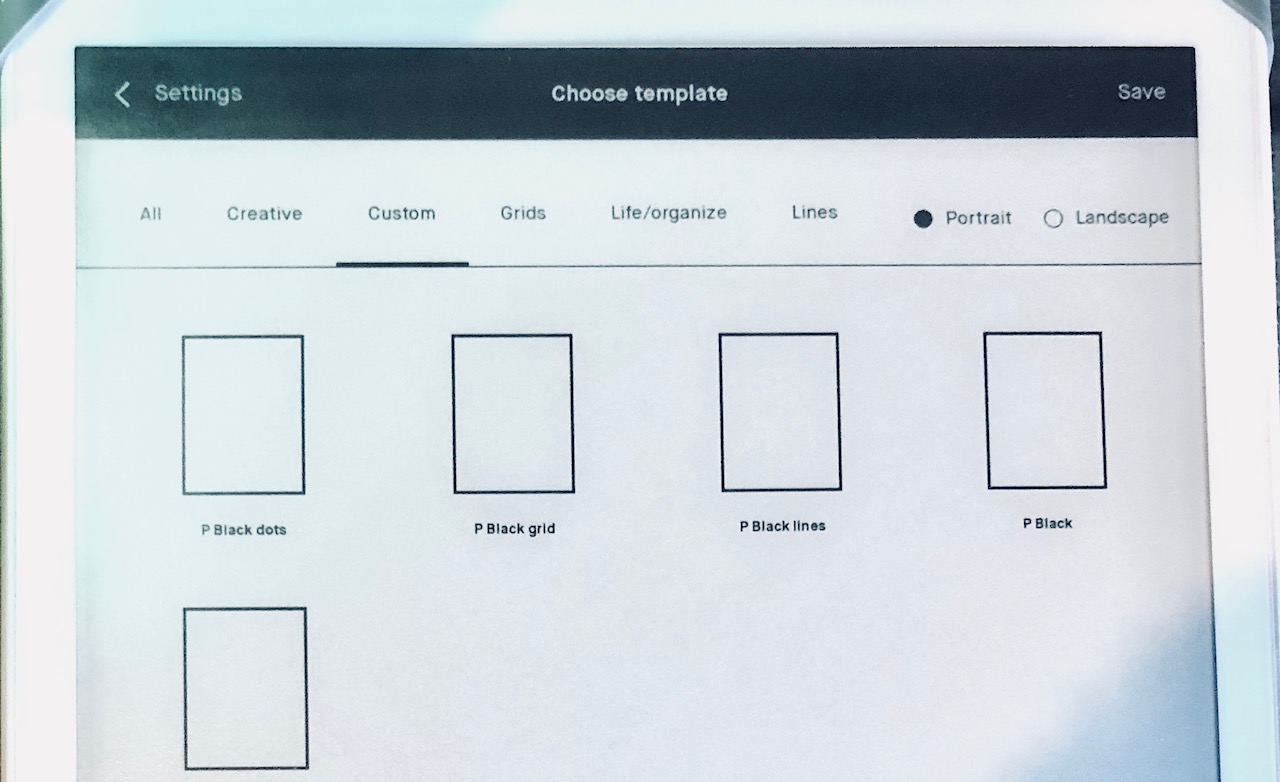 Settings Choose template Save
All Creative Custom Grids Life/organize Lines Portrait Landscape
P Black dots P Black grid P Black lines P Black